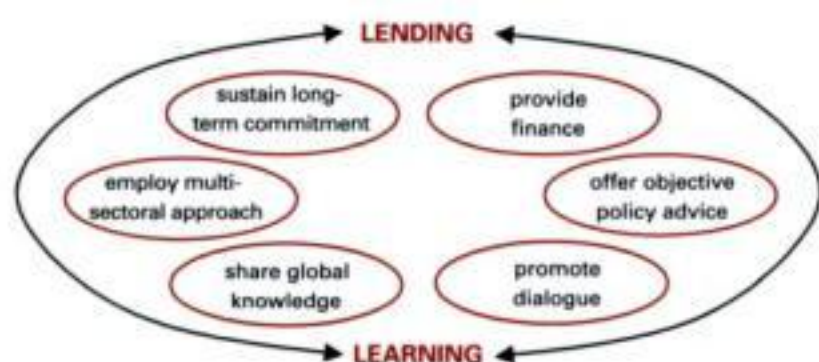 LENDING
sustain long-
term commitment
provide
finance
employ multi-
sectoral approach
offer objective
policy advice
share global
knowledge
promote
dialogue
LEARNING